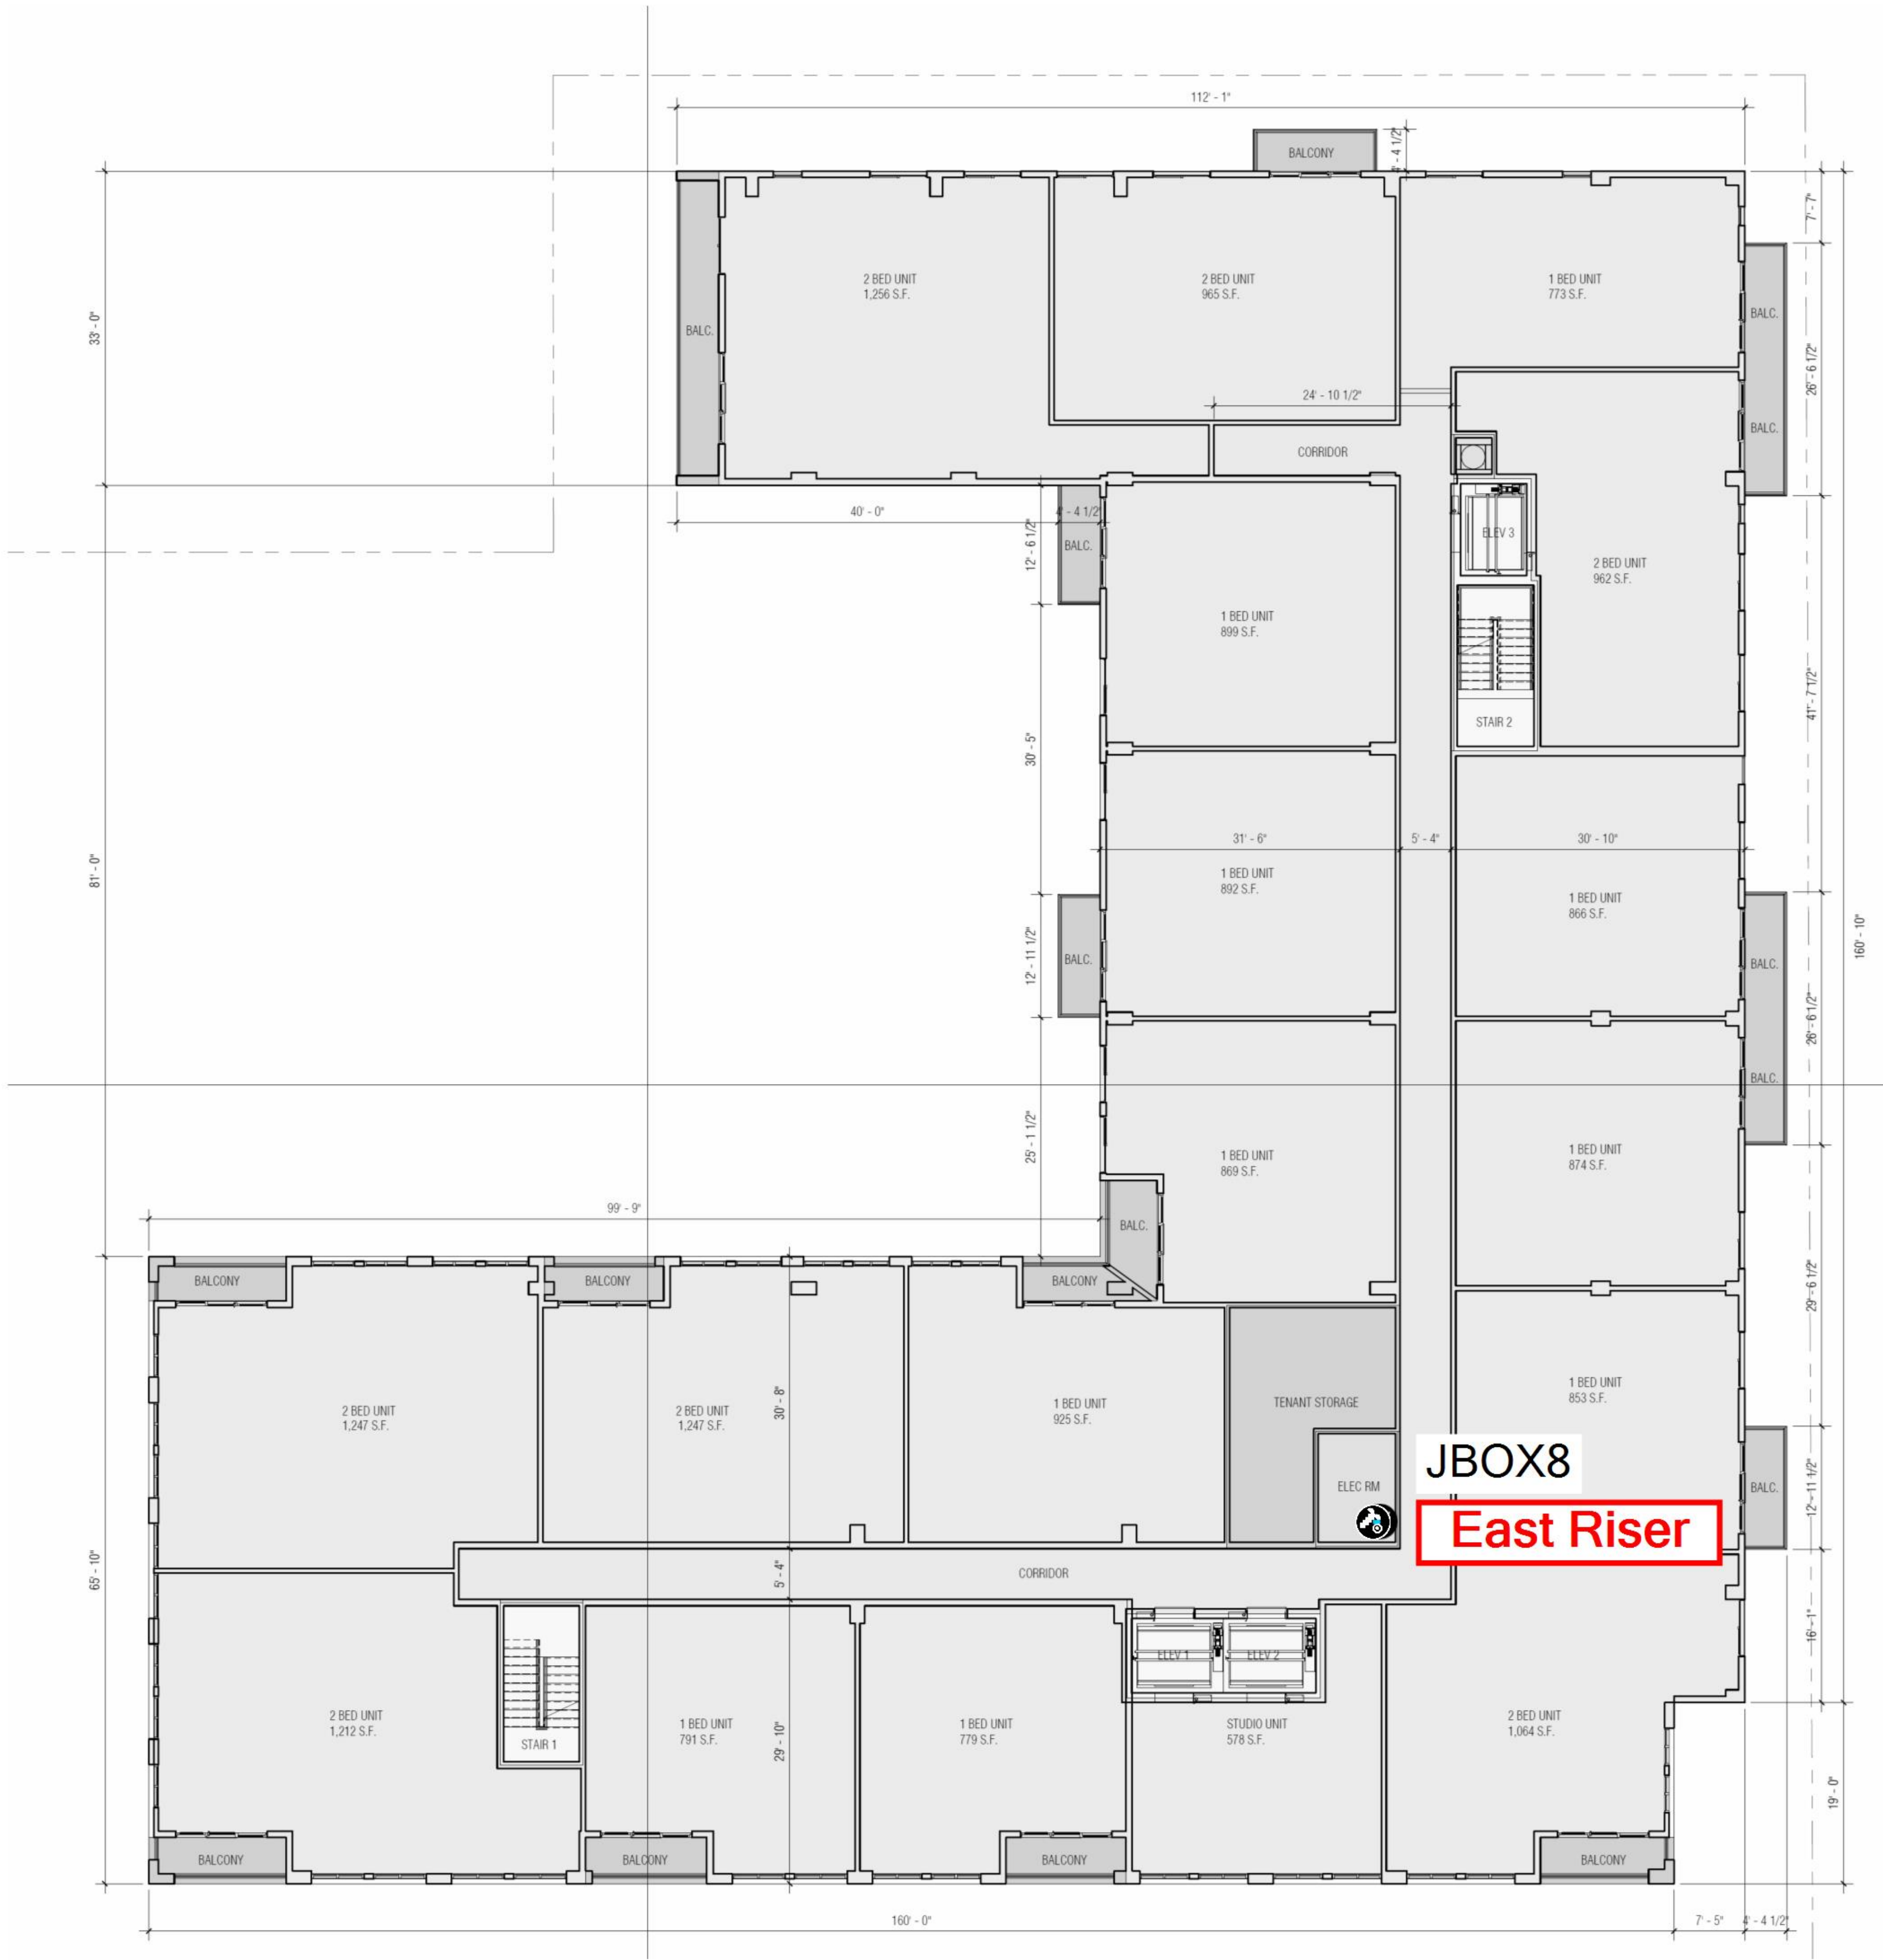 112' - 1"
4' - 4 1/2"
BALCONY
7' - 7"
2 BED UNIT
1,256 S.F.
2 BED UNIT
965 S.F.
1 BED UNIT
773 S.F.
BALC.
33' - 0"
BALC.
26' - 6 1/2"
24' - 10 1/2"
BALC.
CORRIDOR
40' - 0"
4' - 4 1/2"
12' - 6 1/2"
BALC.
ELEV 3
2 BED UNIT
962 S.F.
1 BED UNIT
899 S.F.
41' - 7 1/2"
STAIR 2
30' - 5"
31' - 6"
5' - 4"
30' - 10"
81' - 0"
1 BED UNIT
892 S.F.
1 BED UNIT
866 S.F.
160' - 10"
12' - 11 1/2"
BALC.
BALC.
26' - 6 1/2"
BALC.
25' - 1 1/2"
1 BED UNIT
869 S.F.
1 BED UNIT
874 S.F.
99' - 9"
BALC.
BALCONY
BALCONY
BALCONY
29' - 6 1/2"
2 BED UNIT
1,247 S.F.
2 BED UNIT
1,247 S.F.
30' - 8"
1 BED UNIT
925 S.F.
TENANT STORAGE
1 BED UNIT
853 S.F.
JBOX8
ELEC RM
BALC.
12' - 11 1/2"
East Riser
65' - 10"
5' - 4"
CORRIDOR
ELEV 1
ELEV 2
16' - 1"
2 BED UNIT
1,212 S.F.
STAIR 1
1 BED UNIT
791 S.F.
29' - 10"
1 BED UNIT
779 S.F.
STUDIO UNIT
578 S.F.
2 BED UNIT
1,064 S.F.
19' - 0"
BALCONY
BALCONY
BALCONY
BALCONY
160' - 0"
7' - 5"
4' - 4 1/2"